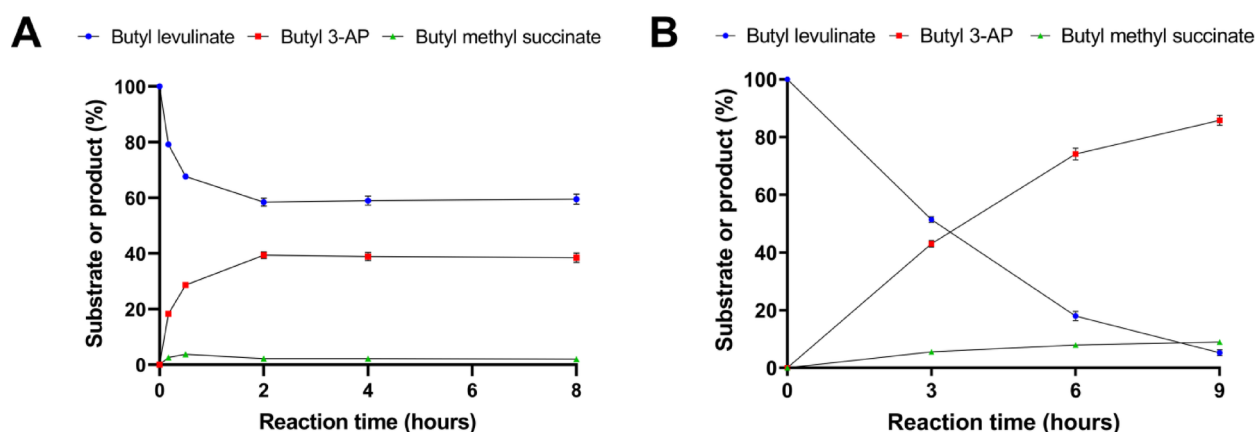 A
Butyl levulinate Butyl 3-AP Butyl methyl succinate
Substrate or product (%)
100
80
60
40
20
0
0 2 4 6 8
Reaction time (hours)
B
Butyl levulinate Butyl 3-AP Butyl methyl succinate
Substrate or product (%)
100
80
60
40
20
0
0 3 6 9
Reaction time (hours)